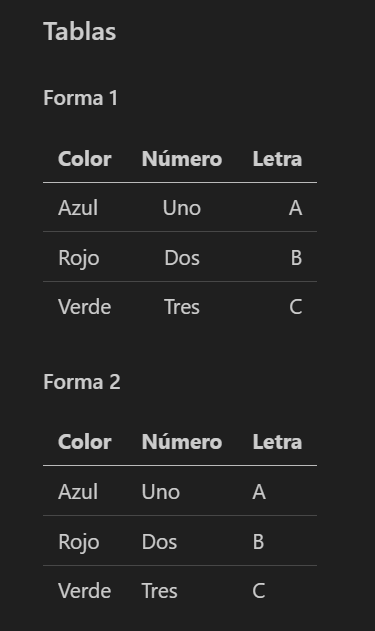 Tablas
Forma 1
Color Número Letra
Azul Uno A
Rojo Dos B
Verde Tres C
Forma 2
Color Número Letra
Azul Uno A
Rojo Dos B
Verde Tres C